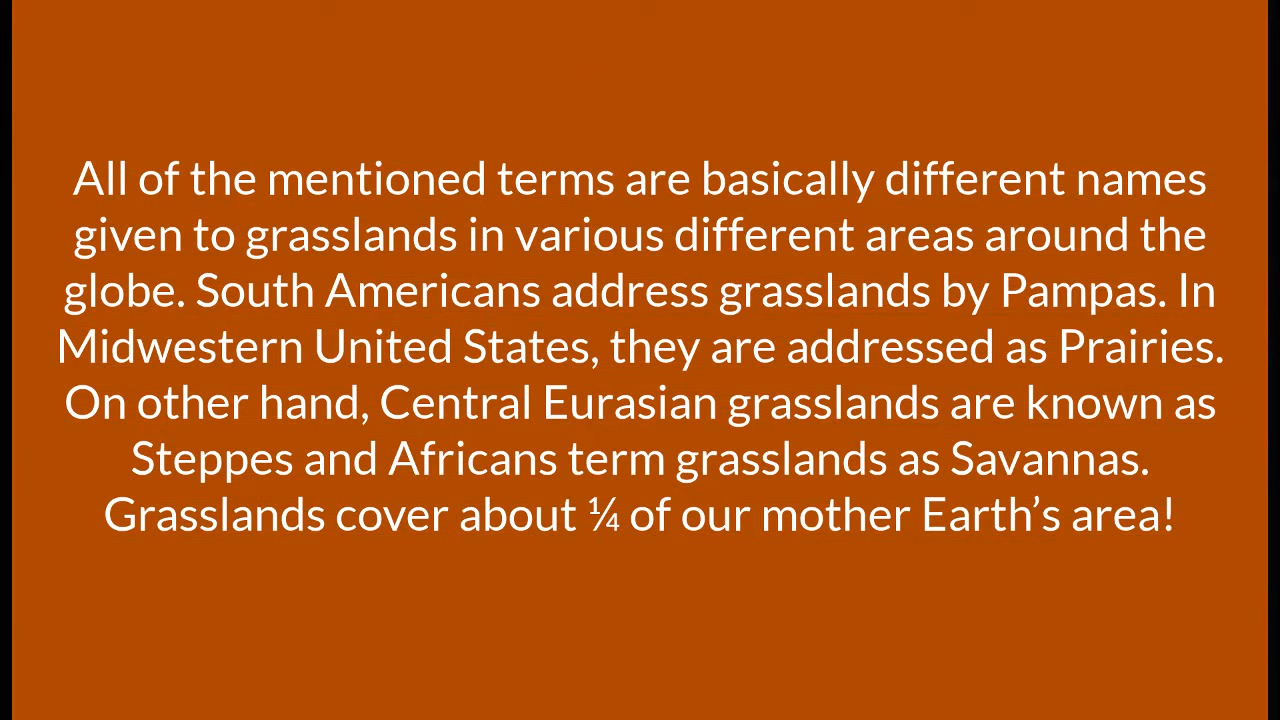 All of the mentioned terms are basically different names
given to grasslands in various different areas around the
globe. South Americans address grasslands by Pampas. In
Midwestern United States, they are addressed as Prairies.
On other hand, Central Eurasian grasslands are known as
Steppes and Africans term grasslands as Savannas.
Grasslands cover about ¼ of our mother Earth’s area!